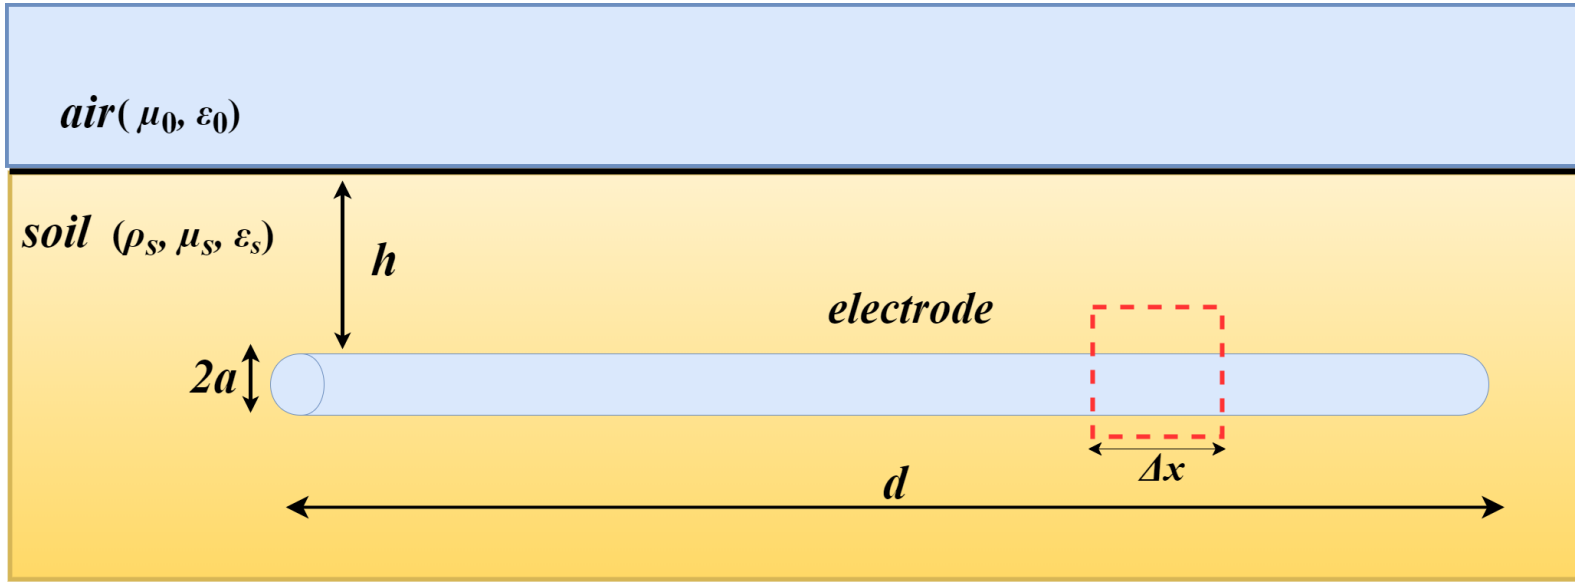 air( μ₀, ε₀)
soil (ρₛ, μₛ, εₛ)
h
electrode
2a
Δx
d